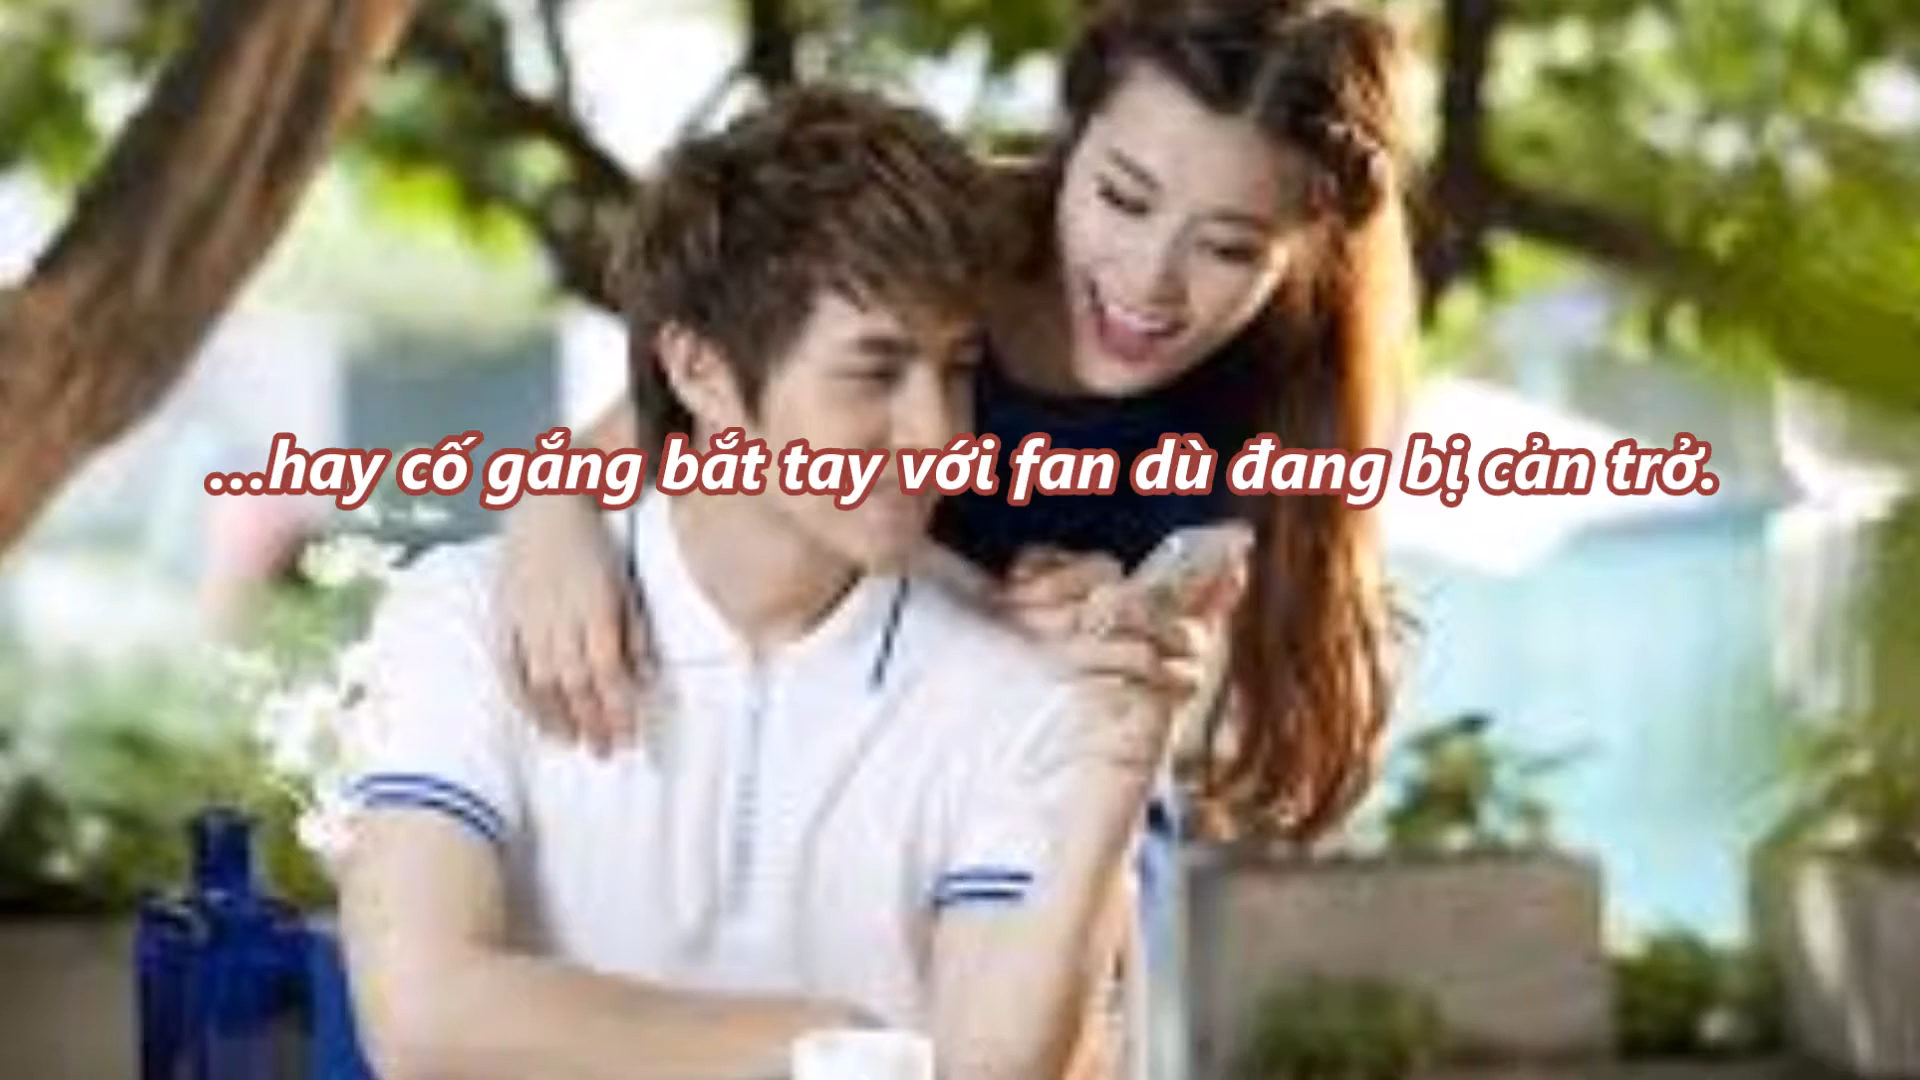 ...hay cố gắng bắt tay với fan dù đang bị cản trở.